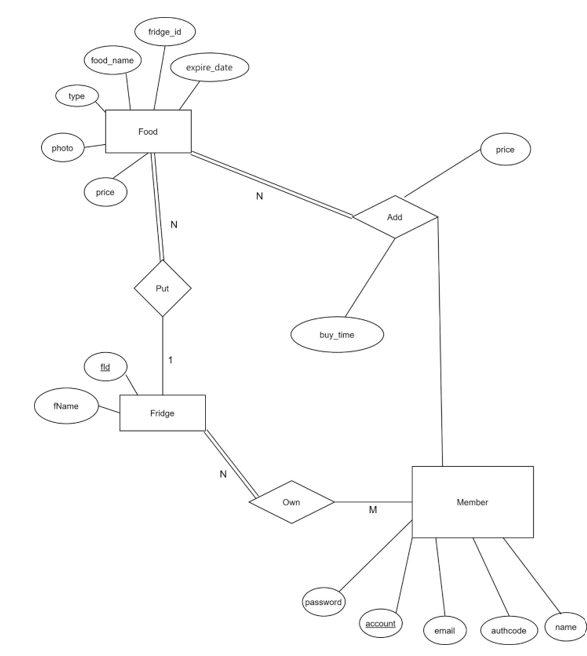 fridge_id
food_name
expire_date
type
Food
photo
price
price
N
Add
N
Put
buy_time
1
fId
fName
Fridge
N
Own
M
Member
password
account
email
authcode
name